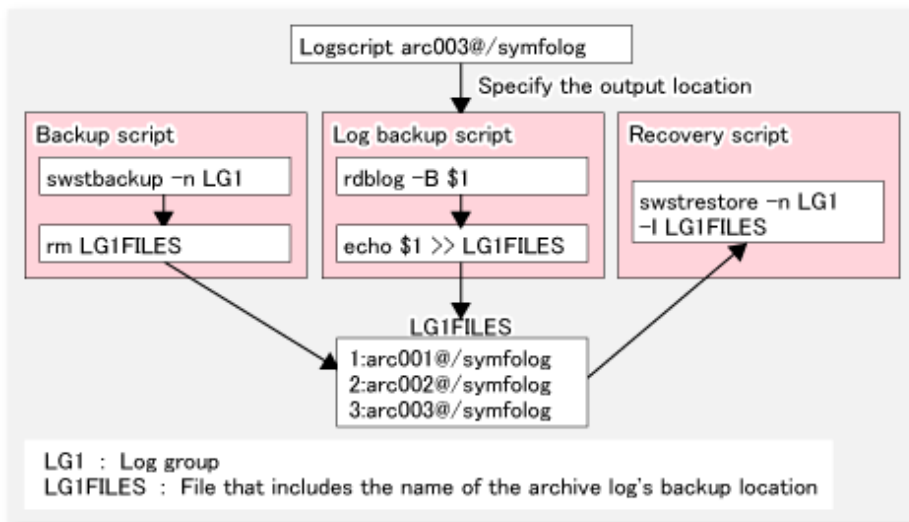 Logscript arc003@/symfolog
Specify the output location
Backup script
swstbackup -n LG1
rm LG1FILES
Log backup script
rdblog -B $1
echo $1 >> LG1FILES
Recovery script
swstrestore -n LG1
-l LG1FILES
LG1FILES
1:arc001@/symfolog
2:arc002@/symfolog
3:arc003@/symfolog
LG1 : Log group
LG1FILES : File that includes the name of the archive log's backup location